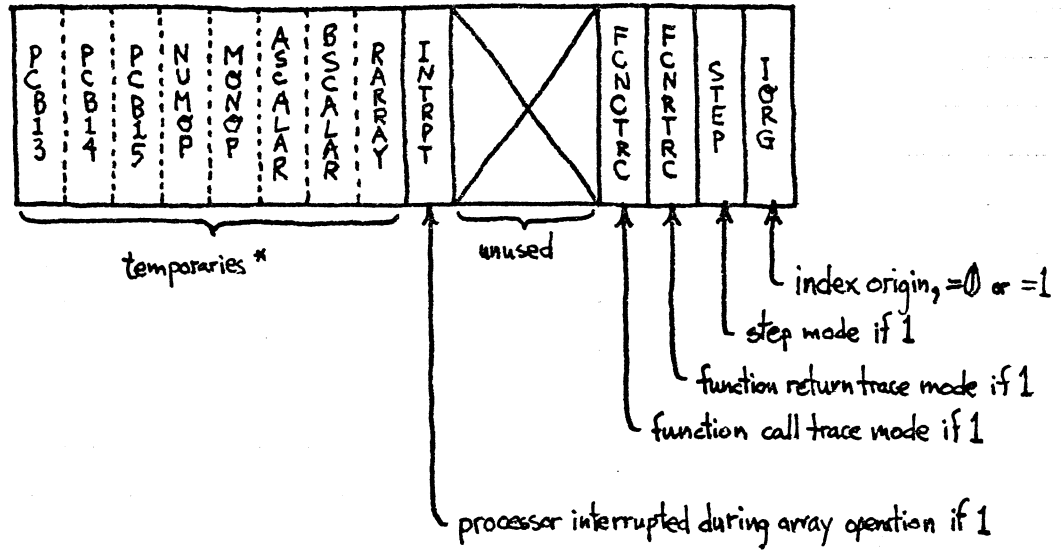 PCB13
PCB14
PCB15
NUMOP
MONOP
ASCALAR
BSCALAR
RARRAY
INTRPT
FCNCTRC
FCNRTRC
STEP
IORG
temporaries *
unused
index origin, =0 or =1
step mode if 1
function return trace mode if 1
function call trace mode if 1
processor interrupted during array operation if 1